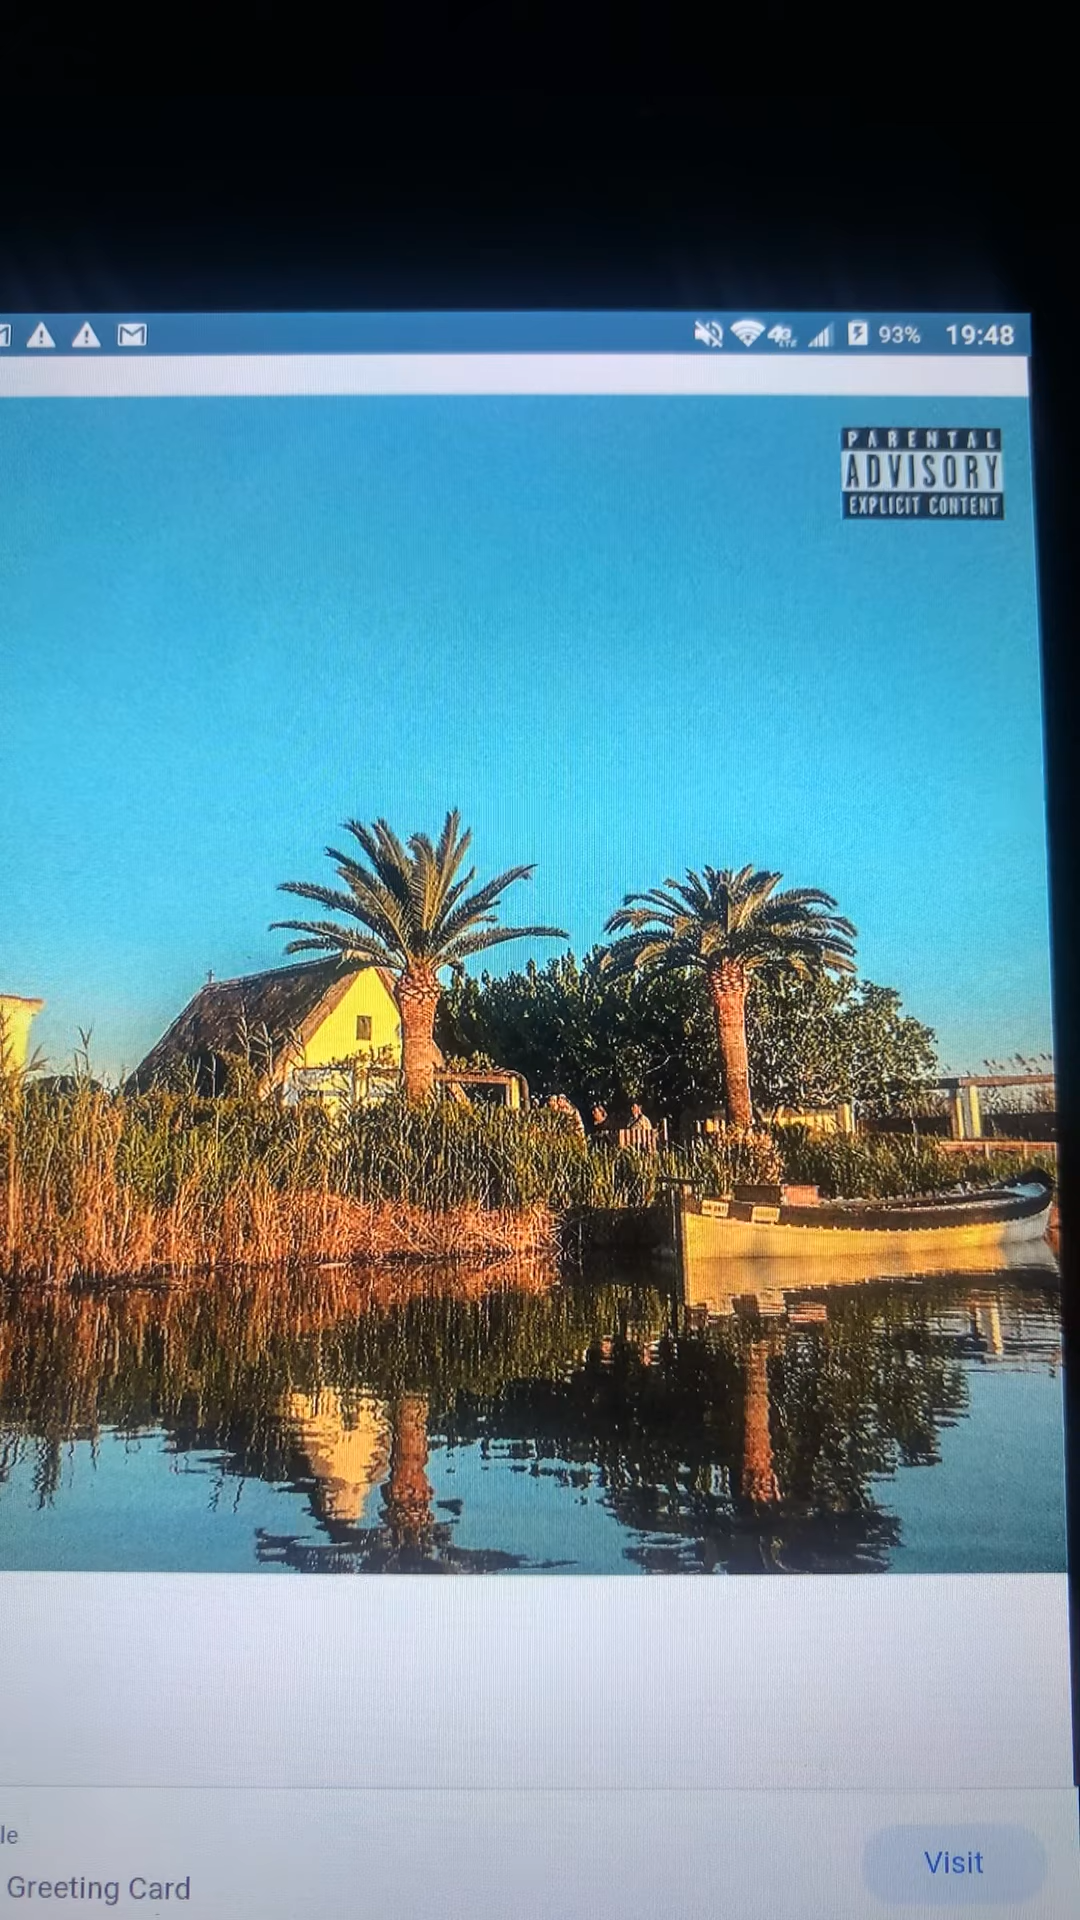 93% 19:48
PARENTAL
ADVISORY
EXPLICIT CONTENT
le
Greeting Card
Visit